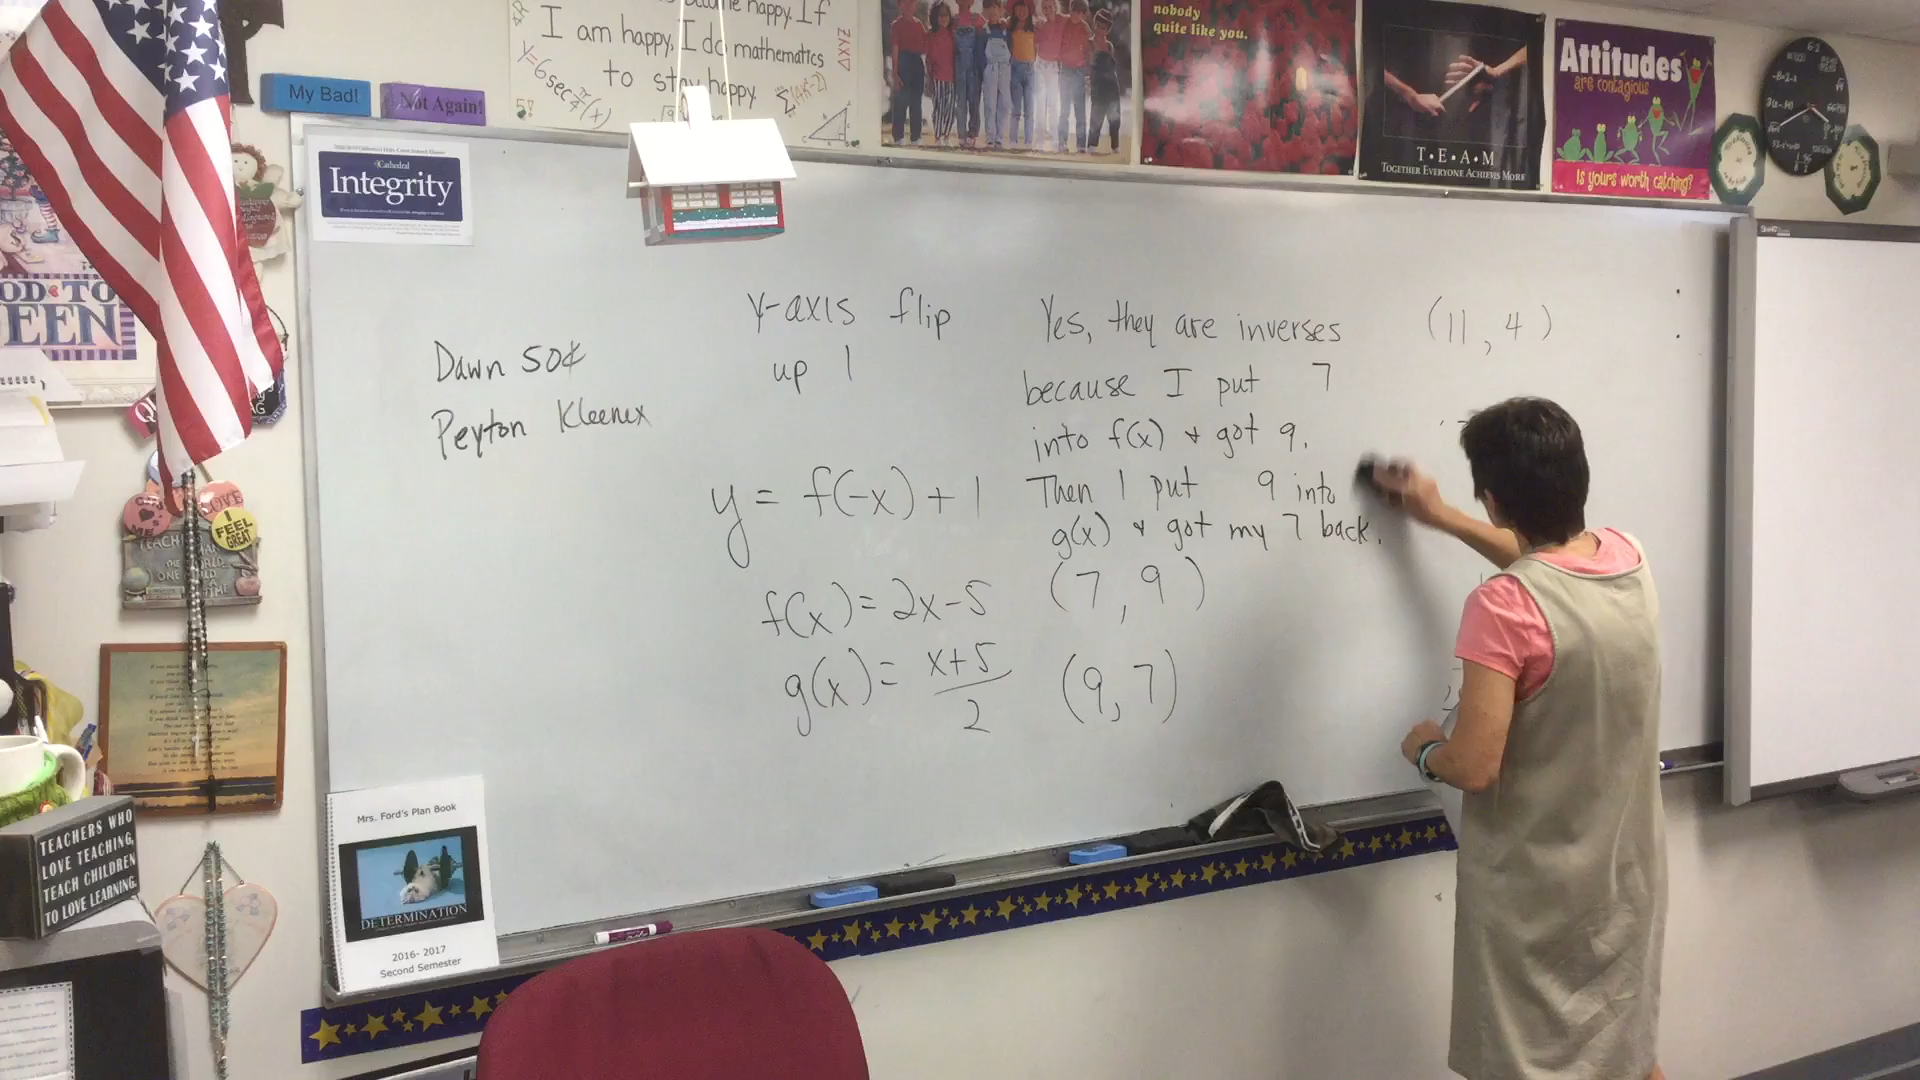 My Bad!
Not Again!
I am happy, I do mathematics
to stay happy
nobody
quite like you.
T•E•A•M
TOGETHER EVERYONE ACHIEVES MORE
Attitudes
are contagious
Is yours worth catching?
Cathedral
Integrity
Dawn 50¢
Peyton Kleenex
y-axis flip
up 1
y = f(-x) + 1
f(x) = 2x-5
g(x) = x+5
2
Yes, they are inverses
because I put 7
into f(x) + got 9.
Then I put 9 into
g(x) + got my 7 back.
(7, 9)
(9, 7)
(11, 4)
LOVE
I
FEEL
GREAT
TEACHERS WHO
LOVE TEACHING,
TEACH CHILDREN
TO LOVE LEARNING.
Mrs. Ford's Plan Book
DETERMINATION
2016-2017
Second Semester